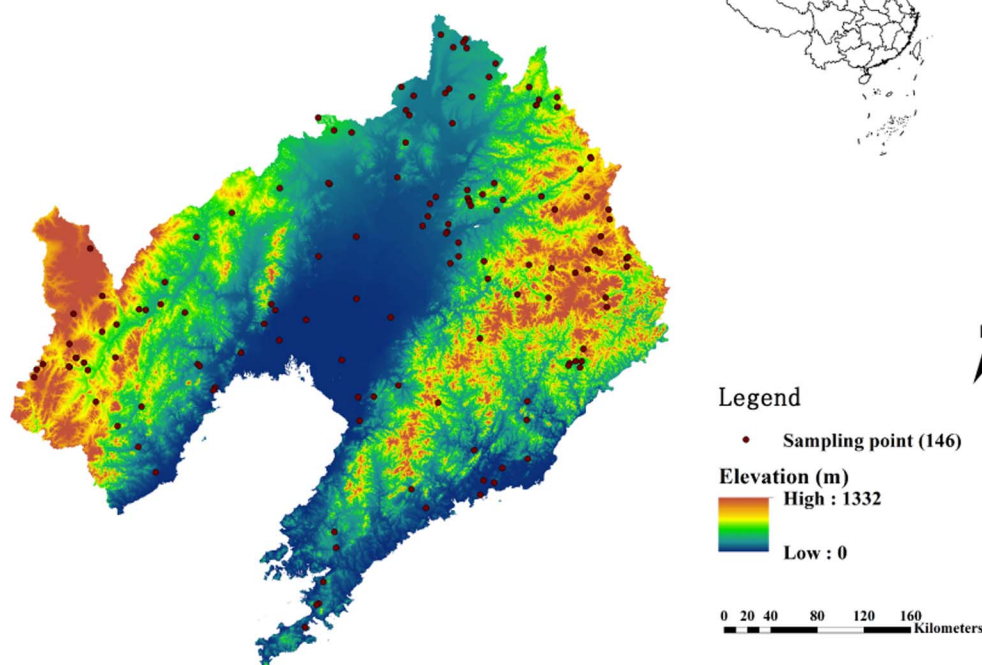 Legend
Sampling point (146)
Elevation (m)
High : 1332
Low : 0
0 20 40 80 120 160
Kilometers